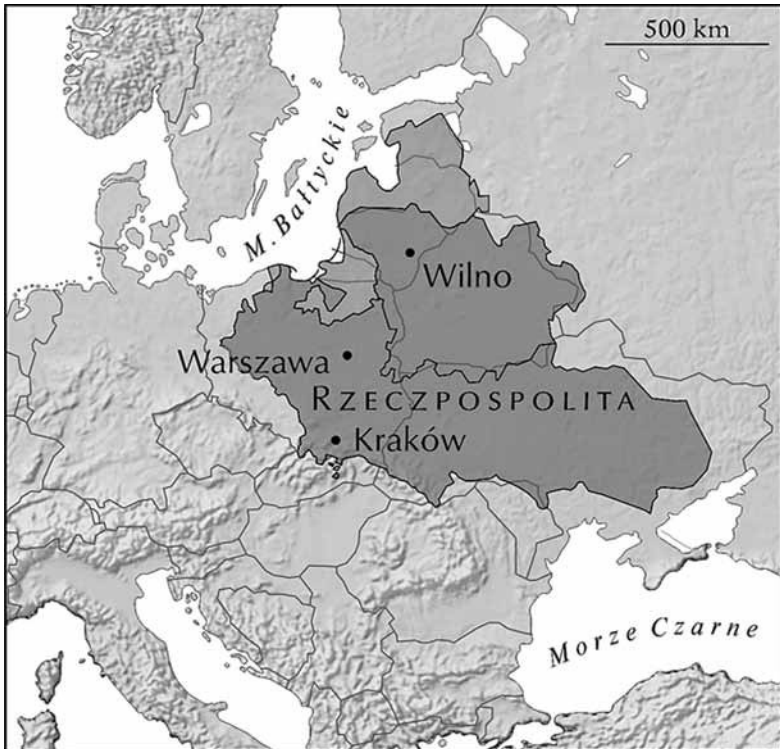 500 km
M. Bałtyckie
Wilno
Warszawa
RZECZPOSPOLITA
Kraków
Morze Czarne